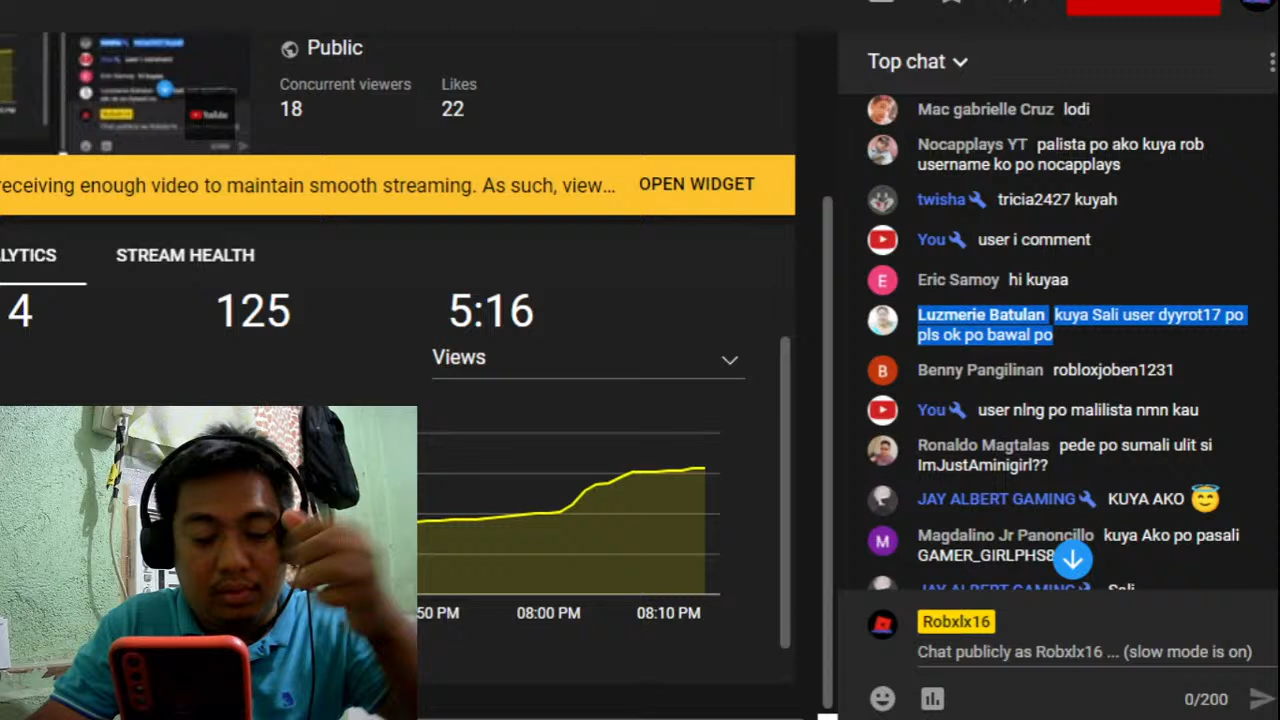 Public
Concurrent viewers
Likes
18
22
receiving enough video to maintain smooth streaming. As such, view...
OPEN WIDGET
LYTICS
STREAM HEALTH
4
125
5:16
Views
50 PM
08:00 PM
08:10 PM
Top chat
Mac gabrielle Cruz lodi
Nocapplays YT palista po ako kuya rob
username ko po nocapplays
twisha tricia2427 kuyah
You user i comment
Eric Samoy hi kuyaa
Luzmerie Batulan kuya Sali user dyyrot17 po
pls ok po bawal po
Benny Pangilinan robloxjoben1231
You user nlng po malilista nmn kau
Ronaldo Magtalas pede po sumali ulit si
ImJustAminigirl??
JAY ALBERT GAMING KUYA AKO 😇
Magdalino Jr Panoncillo kuya Ako po pasali
GAMER_GIRLPHS8
JAY ALBERT GAMING Sali
Robxlx16
Chat publicly as Robxlx16 ... (slow mode is on)
0/200